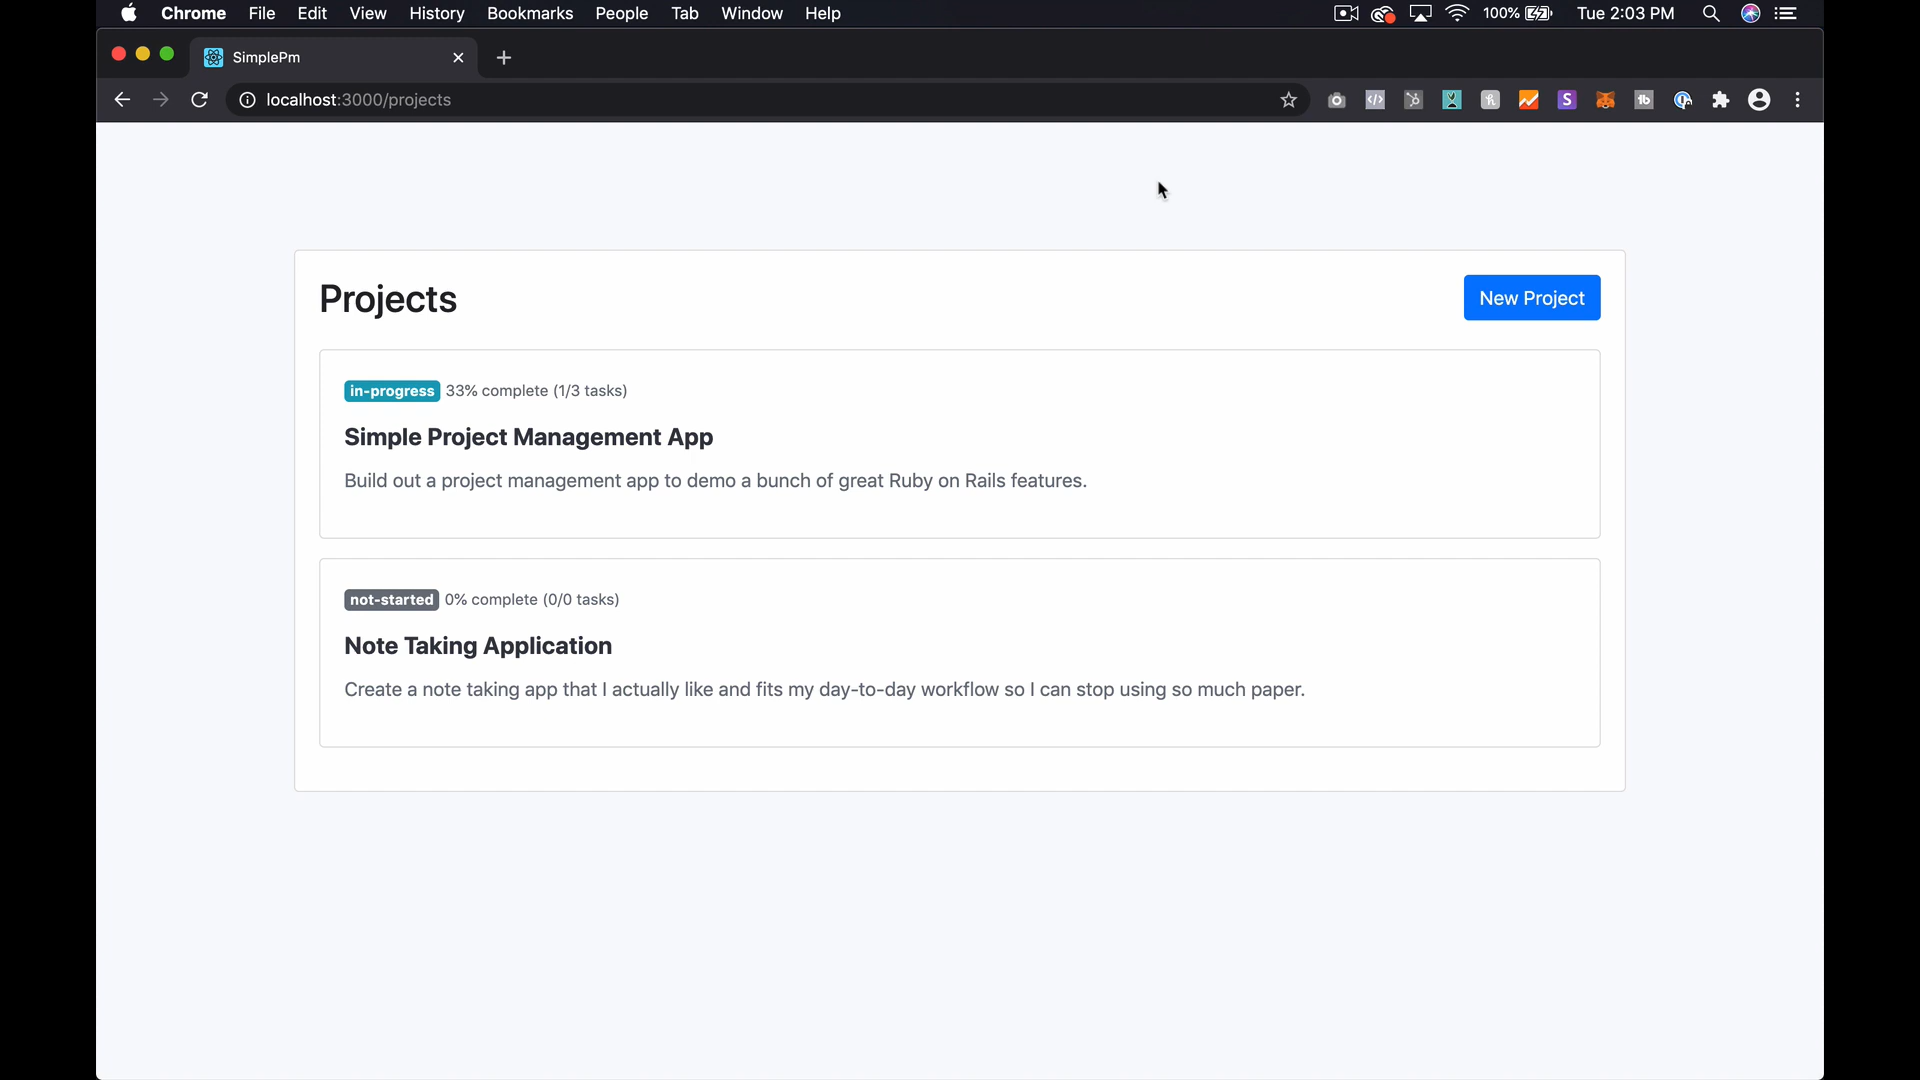 Chrome File Edit View History Bookmarks People Tab Window Help 100% Tue 2:03 PM
SimplePm
localhost:3000/projects
Projects
New Project
in-progress 33% complete (1/3 tasks)
Simple Project Management App
Build out a project management app to demo a bunch of great Ruby on Rails features.
not-started 0% complete (0/0 tasks)
Note Taking Application
Create a note taking app that I actually like and fits my day-to-day workflow so I can stop using so much paper.